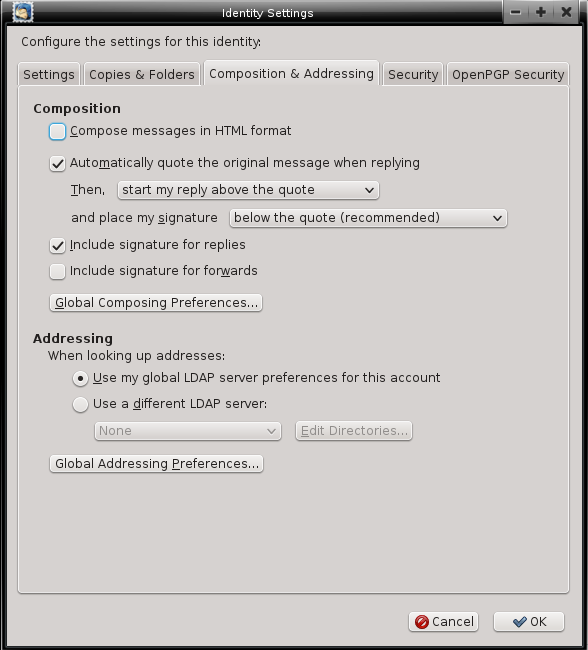 Identity Settings
Configure the settings for this identity:
Settings Copies & Folders Composition & Addressing Security OpenPGP Security
Composition
Compose messages in HTML format
Automatically quote the original message when replying
Then, start my reply above the quote
and place my signature below the quote (recommended)
Include signature for replies
Include signature for forwards
Global Composing Preferences...
Addressing
When looking up addresses:
Use my global LDAP server preferences for this account
Use a different LDAP server:
None Edit Directories...
Global Addressing Preferences...
Cancel OK